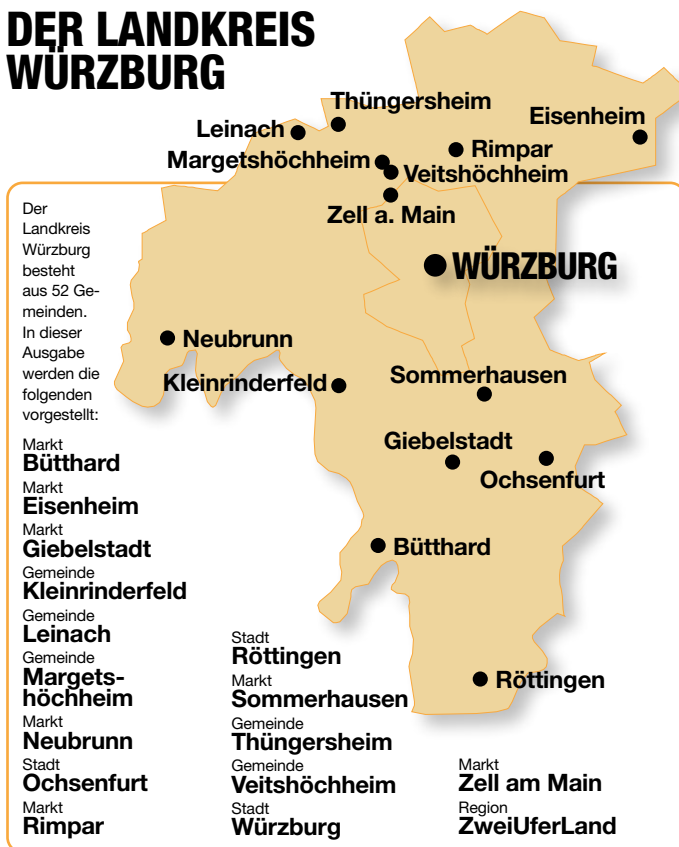 DER LANDKREIS
WÜRZBURG
Thüngersheim
Leinach
Eisenheim
Margetshöchheim
Rimpar
Veitshöchheim
Zell a. Main
WÜRZBURG
Neubrunn
Kleinrinderfeld
Sommerhausen
Giebelstadt
Ochsenfurt
Bütthard
Röttingen
Der
Landkreis
Würzburg
besteht
aus 52 Ge-
meinden.
In dieser
Ausgabe
werden die
folgenden
vorgestellt:
Markt
Bütthard
Markt
Eisenheim
Markt
Giebelstadt
Gemeinde
Kleinrinderfeld
Gemeinde
Leinach
Gemeinde
Margets-
höchheim
Markt
Neubrunn
Stadt
Ochsenfurt
Markt
Rimpar
Stadt
Röttingen
Markt
Sommerhausen
Gemeinde
Thüngersheim
Gemeinde
Veitshöchheim
Stadt
Würzburg
Markt
Zell am Main
Region
ZweiUferLand